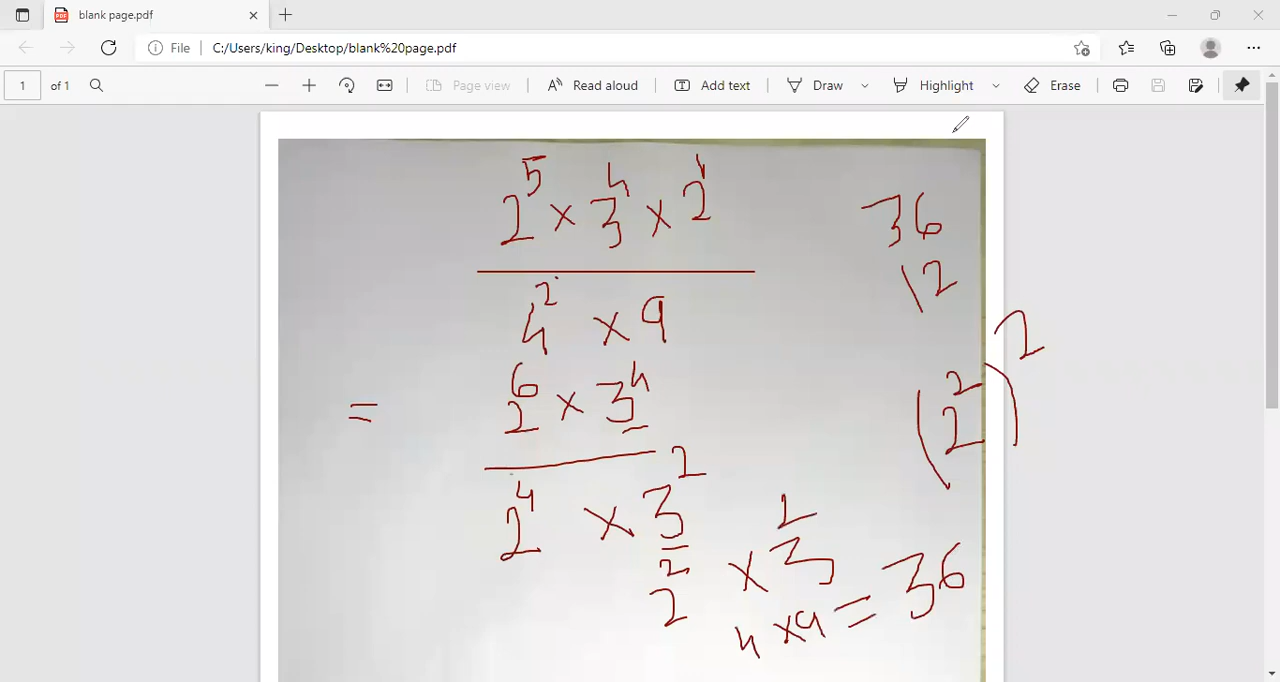 blank page.pdf
File C:/Users/king/Desktop/blank%20page.pdf
1 of 1 Page view Read aloud Add text Draw Highlight Erase
2⁵ × 3⁴ × 2¹
4² × 9
= 2⁶ × 3⁴
2⁴ × 3²
2² × 3²
4 × 9 = 36
36
12
(2²)²